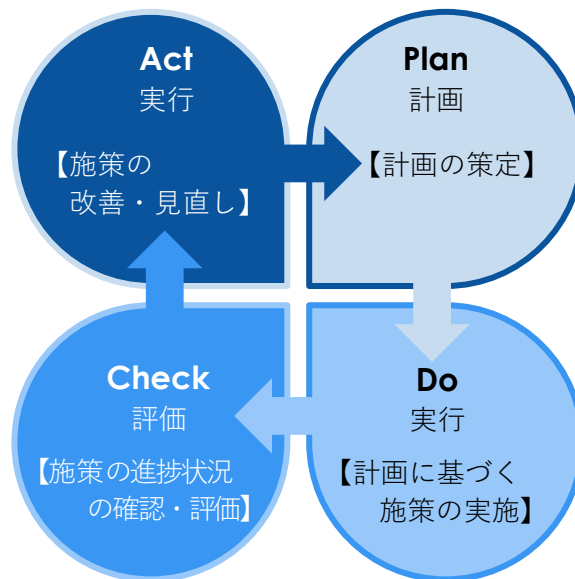 Act
実行
【施策の
改善・見直し】
Plan
計画
【計画の策定】
Check
評価
【施策の進捗状況
の確認・評価】
Do
実行
【計画に基づく
施策の実施】